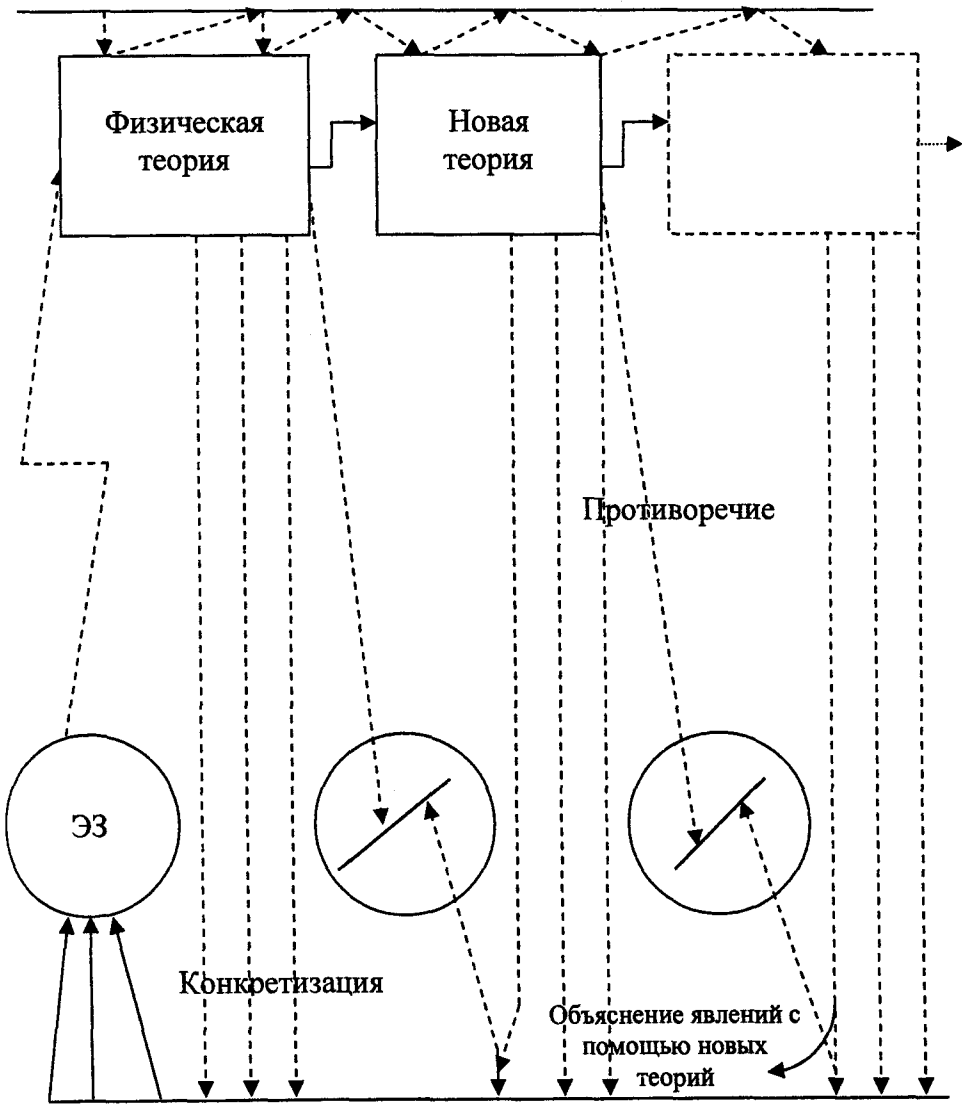 Физическая
теория
Новая
теория
Противоречие
ЭЗ
Конкретизация
Объяснение явлений с
помощью новых
теорий